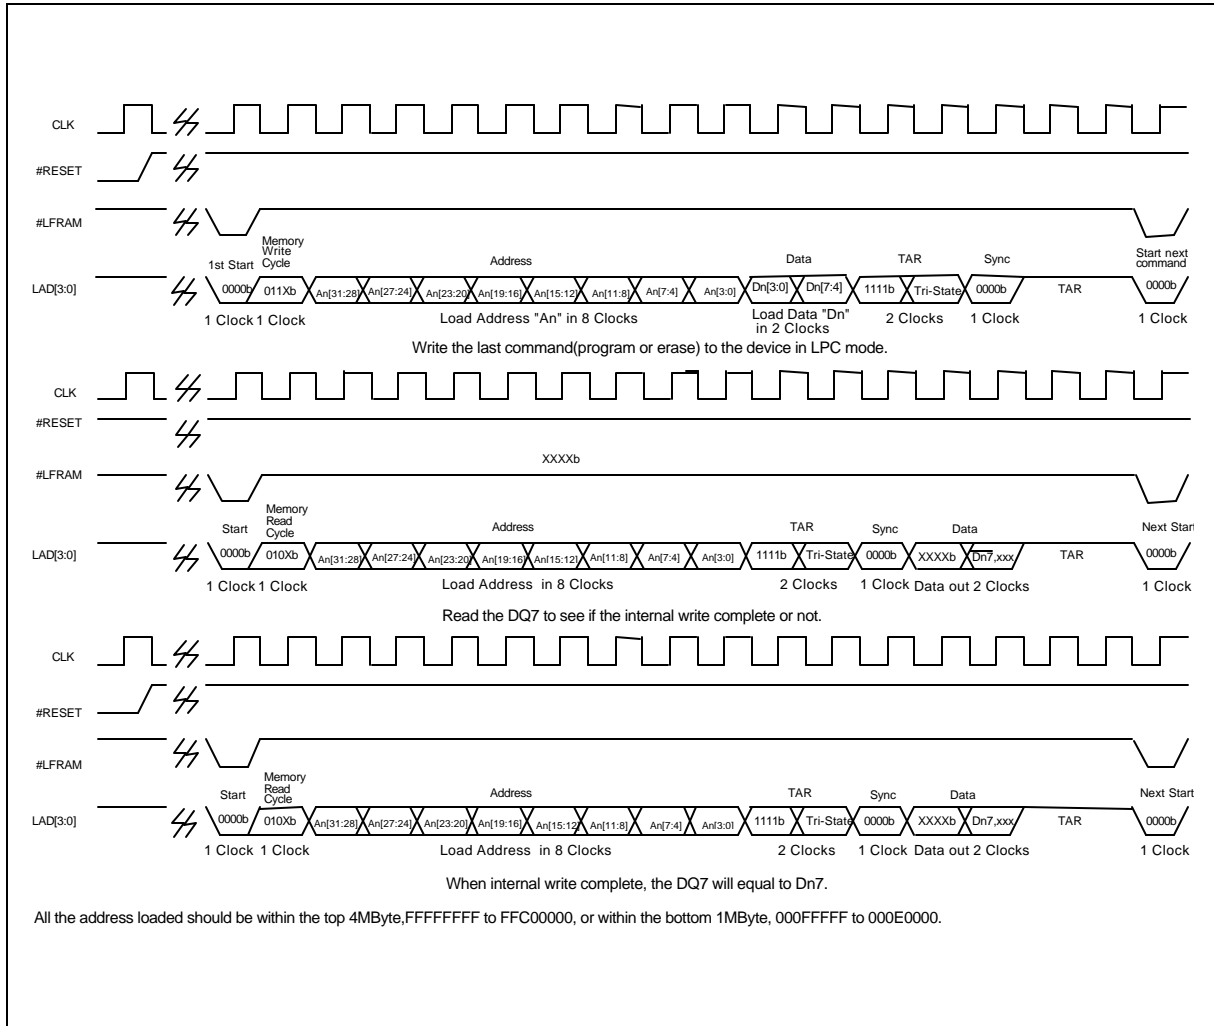 CLK
#RESET
#LFRAM
Memory
Write
Cycle
1st Start Address Data TAR Sync Start next
command
LAD[3:0] 0000b 011Xb An[31:28] An[27:24] An[23:20] An[19:16] An[15:12] An[11:8] An[7:4] An[3:0] Dn[3:0] Dn[7:4] 1111b Tri-State 0000b TAR 0000b
1 Clock 1 Clock Load Address "An" in 8 Clocks Load Data "Dn"
in 2 Clocks 2 Clocks 1 Clock 1 Clock
Write the last command(program or erase) to the device in LPC mode.
CLK
#RESET
XXXXb
#LFRAM
Memory
Read
Cycle
Start Address TAR Sync Data Next Start
LAD[3:0] 0000b 010Xb An[31:28] An[27:24] An[23:20] An[19:16] An[15:12] An[11:8] An[7:4] An[3:0] 1111b Tri-State 0000b XXXXb Dn7,xxx TAR 0000b
1 Clock 1 Clock Load Address in 8 Clocks 2 Clocks 1 Clock Data out 2 Clocks 1 Clock
Read the DQ7 to see if the internal write complete or not.
CLK
#RESET
#LFRAM
Memory
Read
Cycle
Start Address TAR Sync Data Next Start
LAD[3:0] 0000b 010Xb An[31:28] An[27:24] An[23:20] An[19:16] An[15:12] An[11:8] An[7:4] An[3:0] 1111b Tri-State 0000b XXXXb Dn7,xxx TAR 0000b
1 Clock 1 Clock Load Address in 8 Clocks 2 Clocks 1 Clock Data out 2 Clocks 1 Clock
When internal write complete, the DQ7 will equal to Dn7.
All the address loaded should be within the top 4MByte,FFFFFFFF to FFC00000, or within the bottom 1MByte, 000FFFFF to 000E0000.